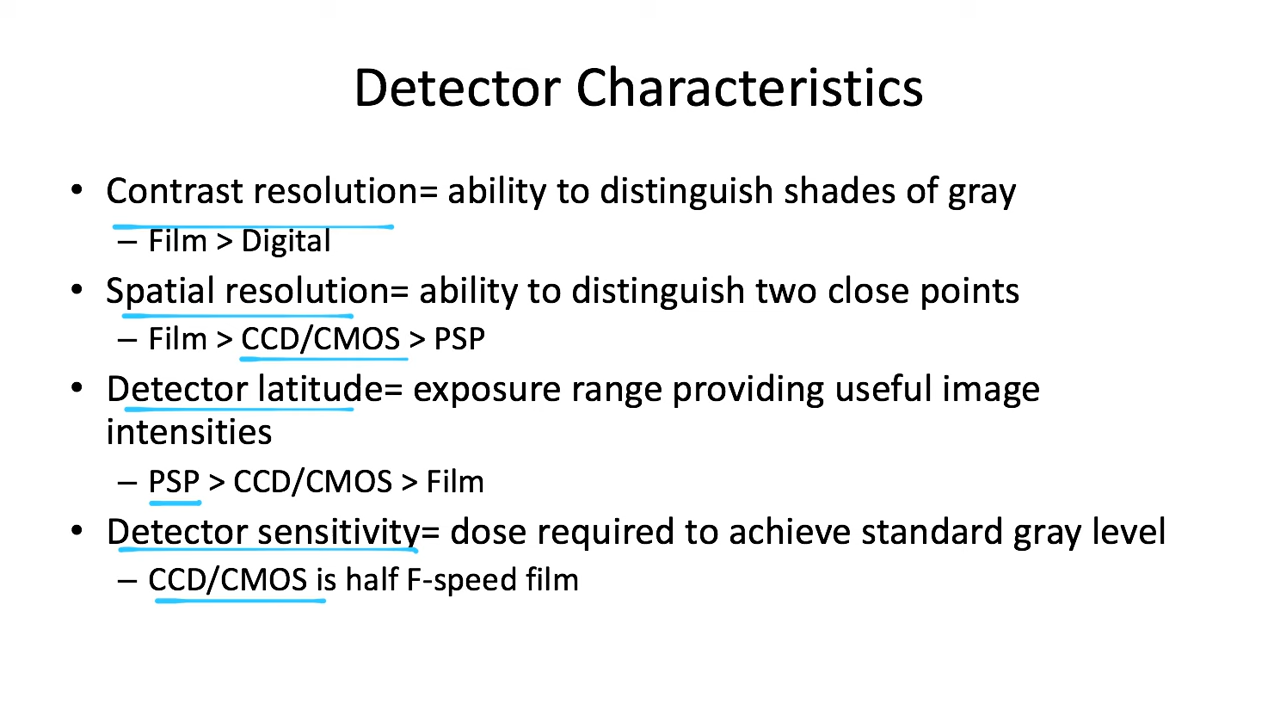 Detector Characteristics
• Contrast resolution= ability to distinguish shades of gray
– Film > Digital
• Spatial resolution= ability to distinguish two close points
– Film > CCD/CMOS > PSP
• Detector latitude= exposure range providing useful image
intensities
– PSP > CCD/CMOS > Film
• Detector sensitivity= dose required to achieve standard gray level
– CCD/CMOS is half F-speed film